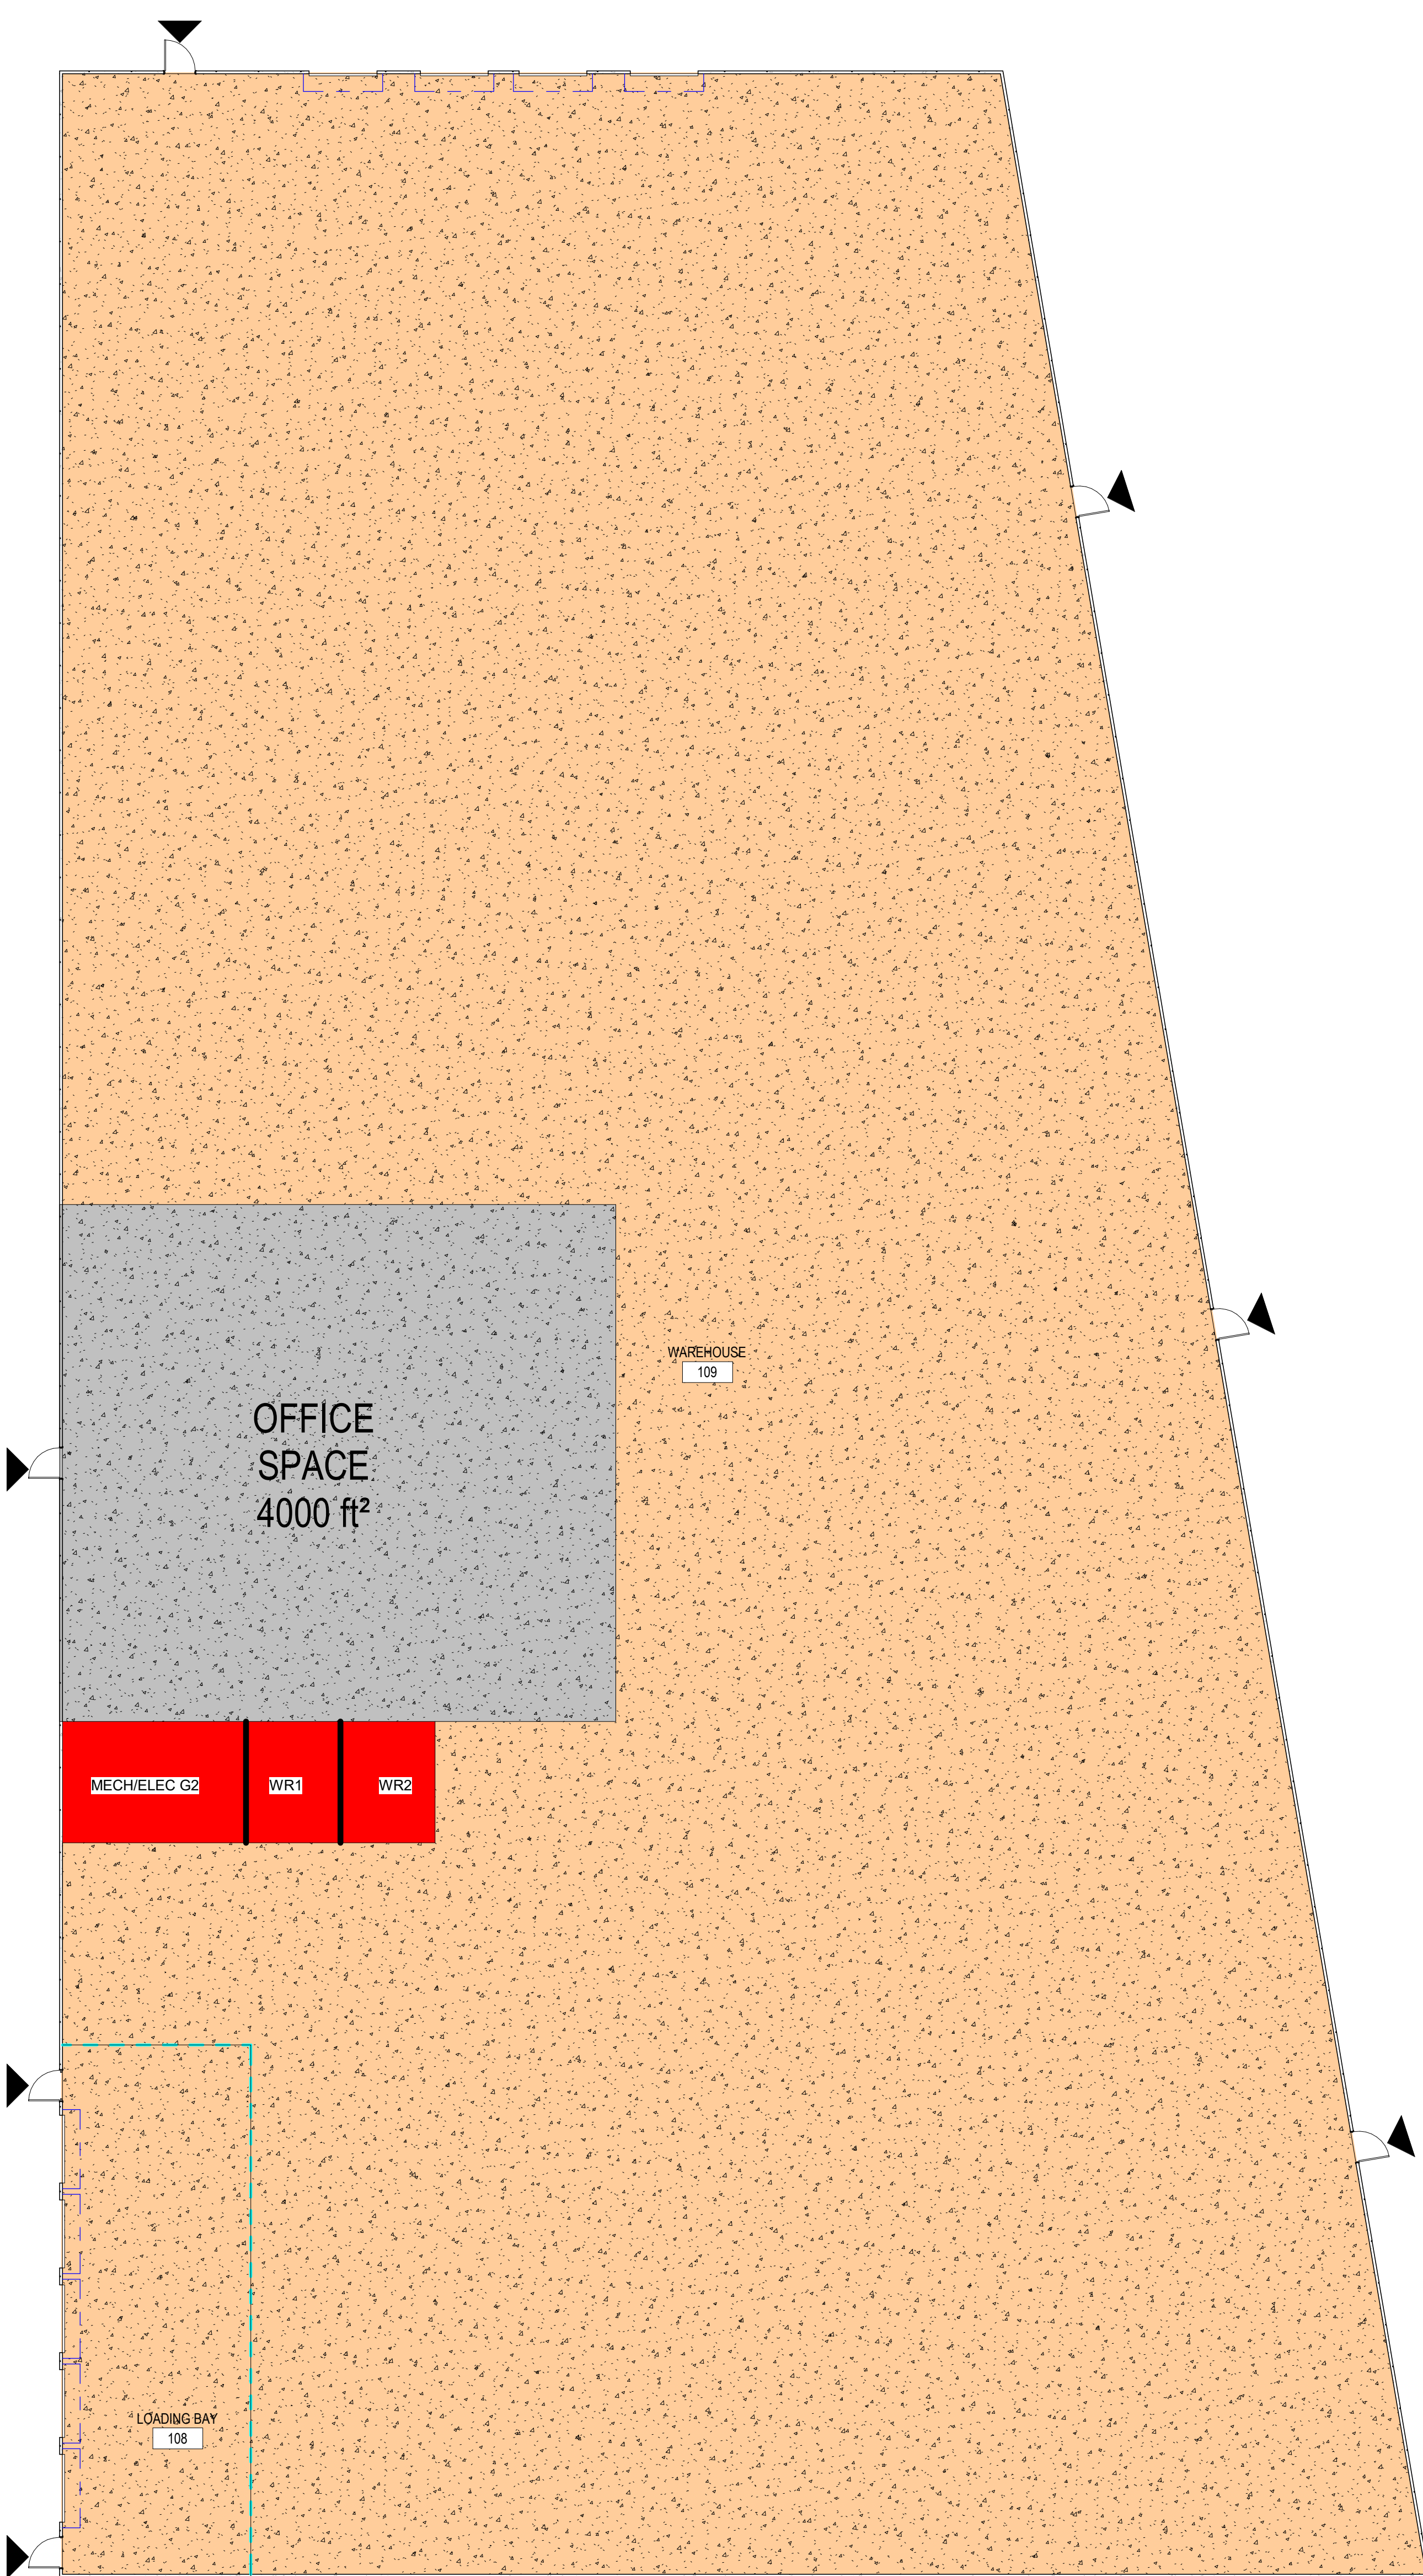 WAREHOUSE
109
OFFICE
SPACE
4000 ft²
MECH/ELEC G2
WR1
WR2
LOADING BAY
108